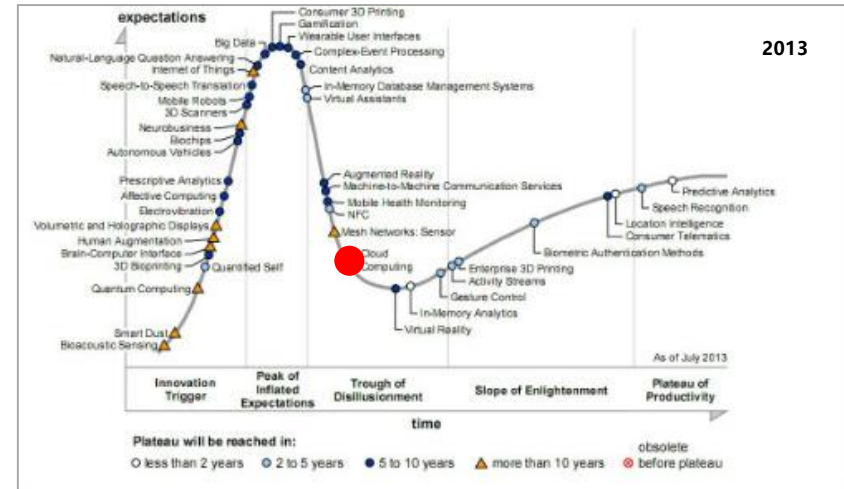 expectations
2013
Consumer 3D Printing
Gamification
Wearable User Interfaces
Big Data
Complex-Event Processing
Natural-Language Question Answering
Content Analytics
Internet of Things
Speech-to-Speech Translation
In-Memory Database Management Systems
Mobile Robots
Virtual Assistants
3D Scanners
Neurobusiness
Biochips
Autonomous Vehicles
Augmented Reality
Prescriptive Analytics
Machine-to-Machine Communication Services
Affective Computing
Mobile Health Monitoring
Electrovibration
NFC
Volumetric and Holographic Displays
Mesh Networks: Sensor
Human Augmentation
Brain-Computer Interface
3D Bioprinting
Quantified Self
Cloud
Computing
Quantum Computing
Smart Dust
Bioacoustic Sensing
Predictive Analytics
Speech Recognition
Location Intelligence
Consumer Telematics
Biometric Authentication Methods
Enterprise 3D Printing
Activity Streams
Gesture Control
In-Memory Analytics
Virtual Reality
As of July 2013
Innovation
Trigger
Peak of
Inflated
Expectations
Trough of
Disillusionment
Slope of Enlightenment
Plateau of
Productivity
time
Plateau will be reached in:
less than 2 years
2 to 5 years
5 to 10 years
more than 10 years
obsolete
before plateau